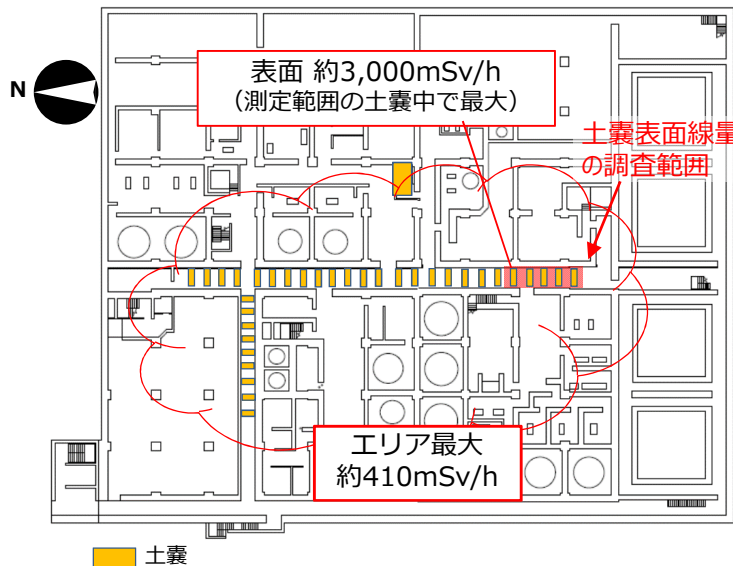 表面 約3,000mSv/h
（測定範囲の土嚢中で最大）
N
土嚢表面線量
の調査範囲
エリア最大
約410mSv/h
土嚢